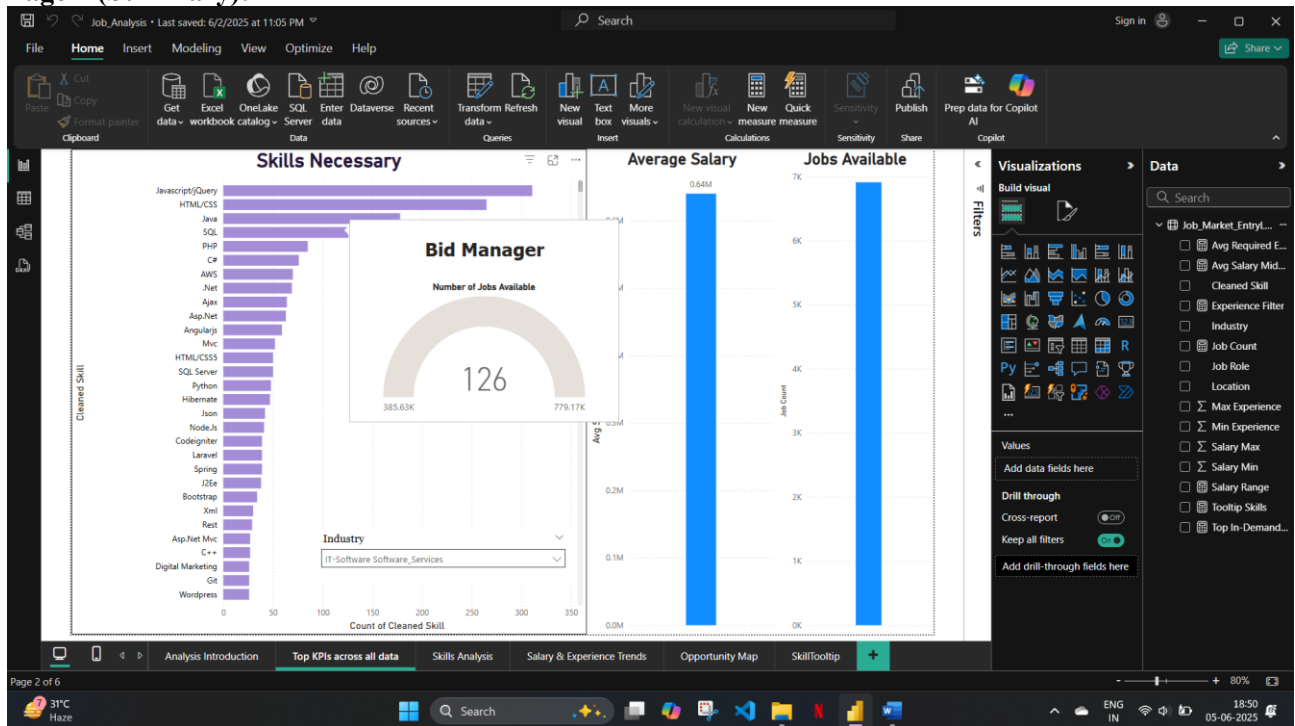 Job_Analysis • Last saved: 6/2/2025 at 11:05 PM
Search
Sign in
File Home Insert Modeling View Optimize Help
Share
Paste
Cut
Copy
Format painter
Clipboard
Get data
Excel workbook
OneLake catalog
SQL Server
Enter data
Dataverse
Recent sources
Data
Transform data
Refresh
Queries
New visual
Text box
More visuals
Insert
New visual calculation
New measure
Quick measure
Calculations
Sensitivity
Sensitivity
Publish
Share
Prep data for Copilot
AI
Copilot
Skills Necessary
Cleaned Skill
Javascript/jQuery
HTML/CSS
Java
SQL
PHP
C#
AWS
.Net
Ajax
Asp.Net
Angularjs
Mvc
HTML/CSS5
SQL Server
Python
Hibernate
Json
Node.Js
Codeigniter
Laravel
Spring
J2Ee
Bootstrap
Xml
Rest
Asp.Net Mvc
C++
Digital Marketing
Git
Wordpress
0 50 100 150 200 250 300 350
Count of Cleaned Skill
Bid Manager
Number of Jobs Available
126
385.63K 779.17K
Industry
IT-Software Software_Services
Average Salary
0.64M
0.2M
0.1M
0.0M
Jobs Available
Job Count
7K
6K
5K
4K
3K
2K
1K
0K
Filters
Visualizations
Build visual
Values
Add data fields here
Drill through
Cross-report Off
Keep all filters On
Add drill-through fields here
Data
Search
Job_Market_EntryL...
Avg Required E...
Avg Salary Mid...
Cleaned Skill
Experience Filter
Industry
Job Count
Job Role
Location
Max Experience
Min Experience
Salary Max
Salary Min
Salary Range
Tooltip Skills
Top In-Demand...
Analysis Introduction
Top KPIs across all data
Skills Analysis
Salary & Experience Trends
Opportunity Map
SkillTooltip
Page 2 of 6
80%
31°C
Haze
Search
ENG
IN
18:50
05-06-2025